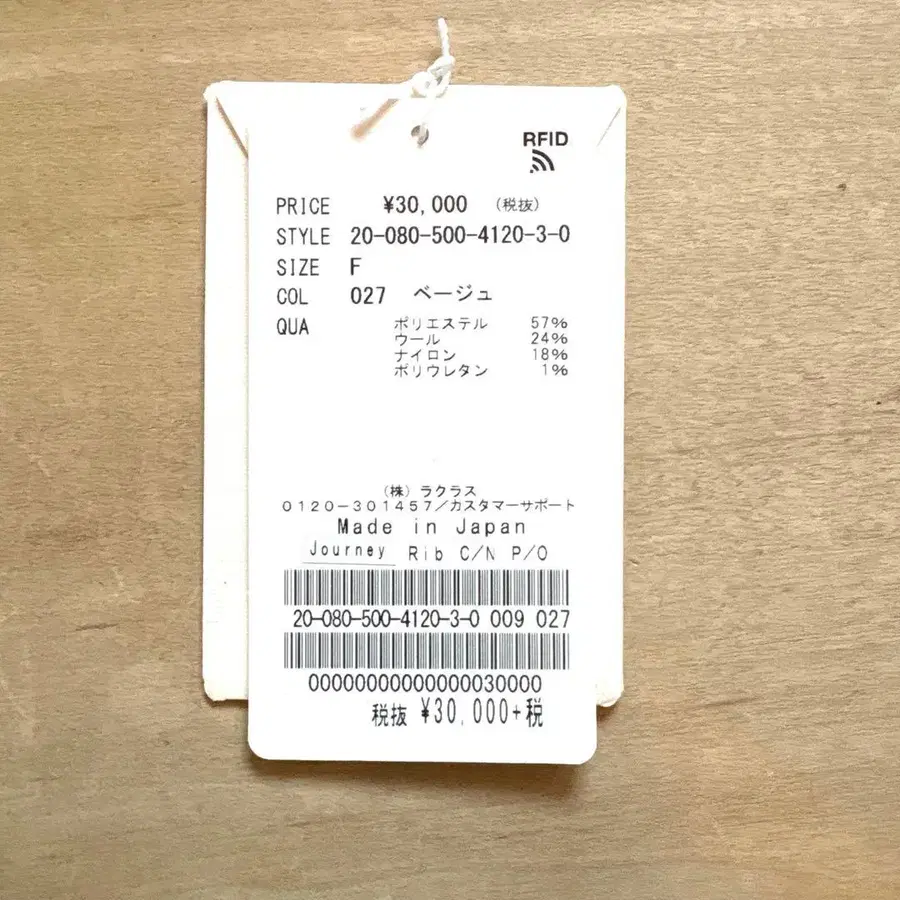 RFID
PRICE ¥30,000 (税抜)
STYLE 20-080-500-4120-3-0
SIZE F
COL 027 ベージュ
QUA ポリエステル 57%
ウール 24%
ナイロン 18%
ポリウレタン 1%
(株)ラクラス
0120-301457/カスタマーサポート
Made in Japan
Journey Rib C/N P/O
20-080-500-4120-3-0 009 027
00000000000000030000
税抜 ¥30,000+税